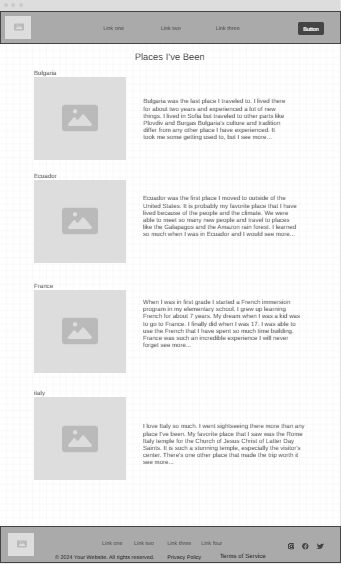 Link one Link two Link three Button
Places I've Been
Bulgaria
Bulgaria was the last place I traveled to. I lived there
for about two years and experienced a lot of new
things. I lived in Sofia but traveled to other parts like
Plovdiv and Burgas Bulgaria's culture and tradition
differ from any other place I have experienced. It
took me some getting used to, but I see more...
Ecuador
Ecuador was the first place I moved to outside of the
United States. It is probably my favorite place that I have
lived because of the people and the climate. We were
able to meet so many new people and travel to places
like the Galapagos and the Amazon rain forest. I learned
so much when I was in Ecuador and I would see more...
France
When I was in first grade I started a French immersion
program in my elementary school. I grew up learning
French for about 7 years. My dream when I was a kid was
to go to France. I finally did when I was 17. I was able to
use the French that I have spent so much time building.
France was such an incredible experience I will never
forget see more...
Italy
I love Italy so much. I went sightseeing there more than any
place I've been. My favorite place that I saw was the Rome
Italy temple for the Church of Jesus Christ of Latter Day
Saints. It is such a stunning temple, especially the visitor's
center. There's one other place that made the trip worth it
see more...
Link one Link two Link three Link four
© 2024 Your Website. All rights reserved. Privacy Policy Terms of Service